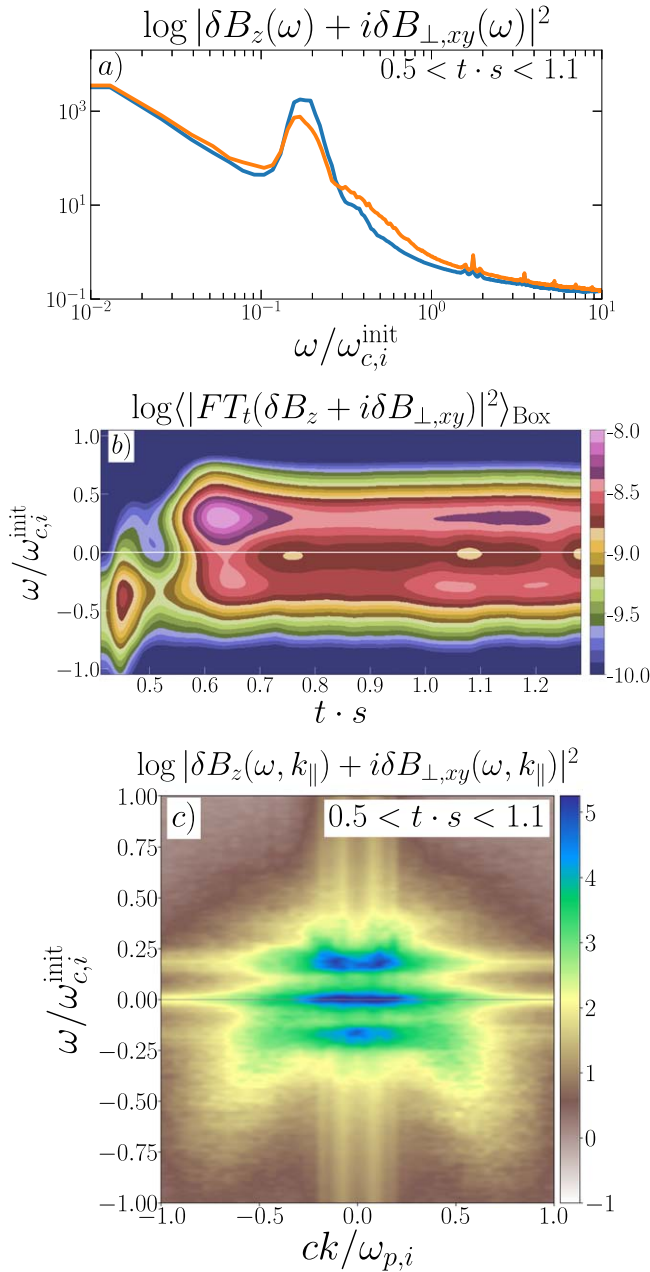 log |δB_z(ω) + iδB_{⊥,xy}(ω)|^2
a)
0.5 < t · s < 1.1
10^3
10^1
10^{−1}
10^{−2} 10^{−1} 10^0 10^1
ω/ω_{c,i}^{init}
log⟨|FT_t(δB_z + iδB_{⊥,xy})|^2⟩_{Box}
b)
1.0
0.5
0.0
−0.5
−1.0
ω/ω_{c,i}^{init}
0.5 0.6 0.7 0.8 0.9 1.0 1.1 1.2
t · s
-8.0
-8.5
-9.0
-9.5
-10.0
log |δB_z(ω, k_∥) + iδB_{⊥,xy}(ω, k_∥)|^2
c)
0.5 < t · s < 1.1
1.00
0.75
0.50
0.25
0.00
−0.25
−0.50
−0.75
−1.00
ω/ω_{c,i}^{init}
−1.0 −0.5 0.0 0.5 1.0
ck/ω_{p,i}
5
4
3
2
1
0
−1